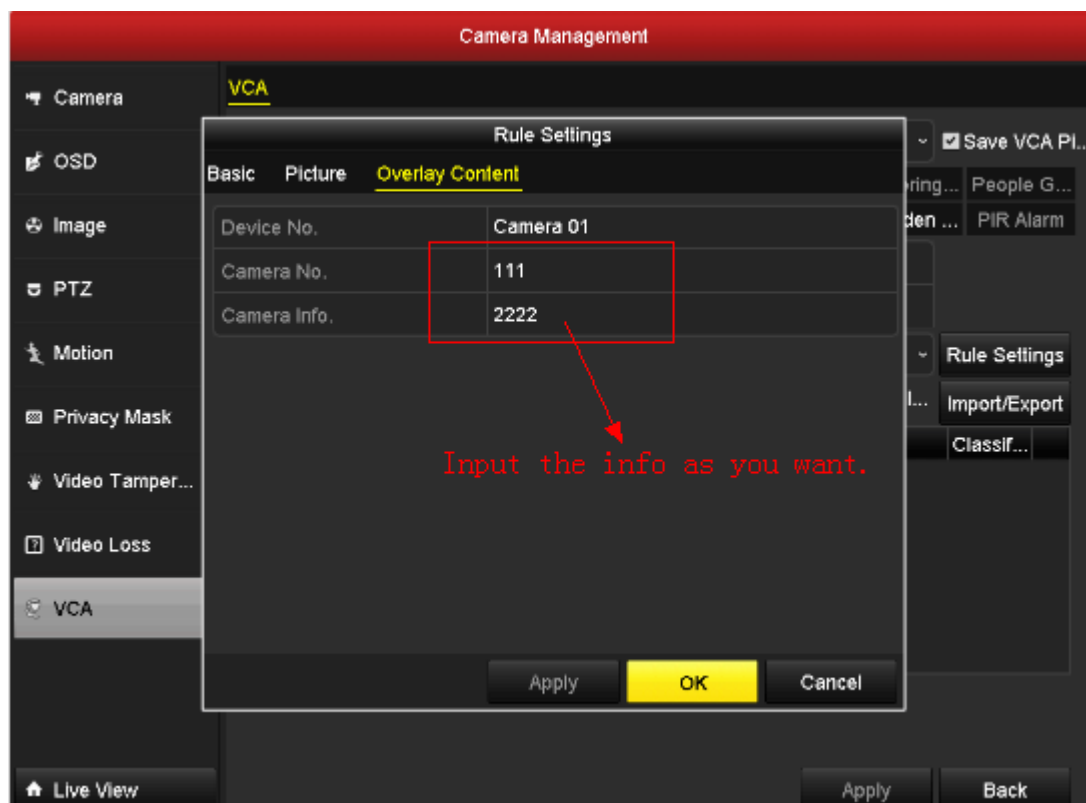 Camera Management
Camera
OSD
Image
PTZ
Motion
Privacy Mask
Video Tamper...
Video Loss
VCA
Live View
VCA
Save VCA Pi...
ring... People G...
den ... PIR Alarm
Rule Settings
l... Import/Export
Classif...
Rule Settings
Basic Picture Overlay Content
Device No. Camera 01
Camera No. 111
Camera Info. 2222
Input the info as you want.
Apply OK Cancel
Apply Back